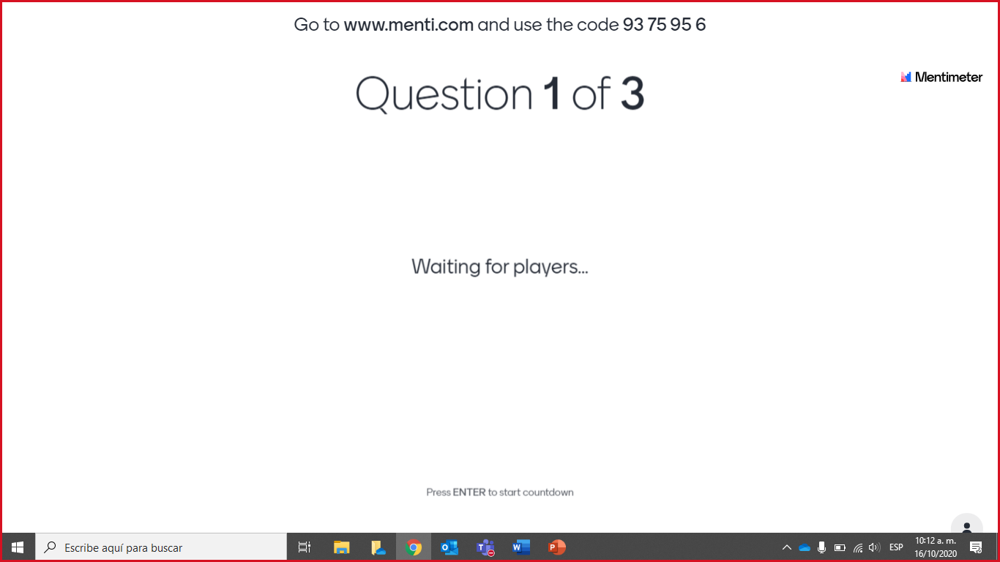 Go to www.menti.com and use the code 93 75 95 6
Mentimeter
Question 1 of 3
Waiting for players...
Press ENTER to start countdown
Escribe aquí para buscar
ESP
10:12 a. m.
16/10/2020